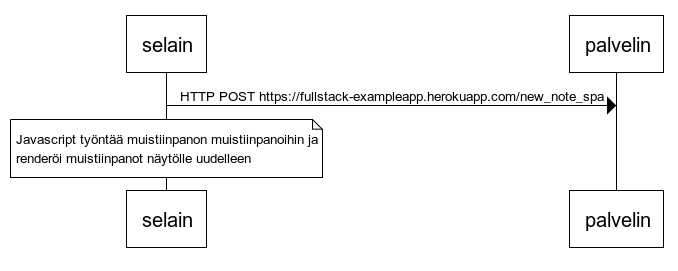 selain
palvelin
HTTP POST https://fullstack-exampleapp.herokuapp.com/new_note_spa
Javascript työntää muistiinpanon muistiinpanoihin ja
renderöi muistiinpanot näytölle uudelleen
selain
palvelin